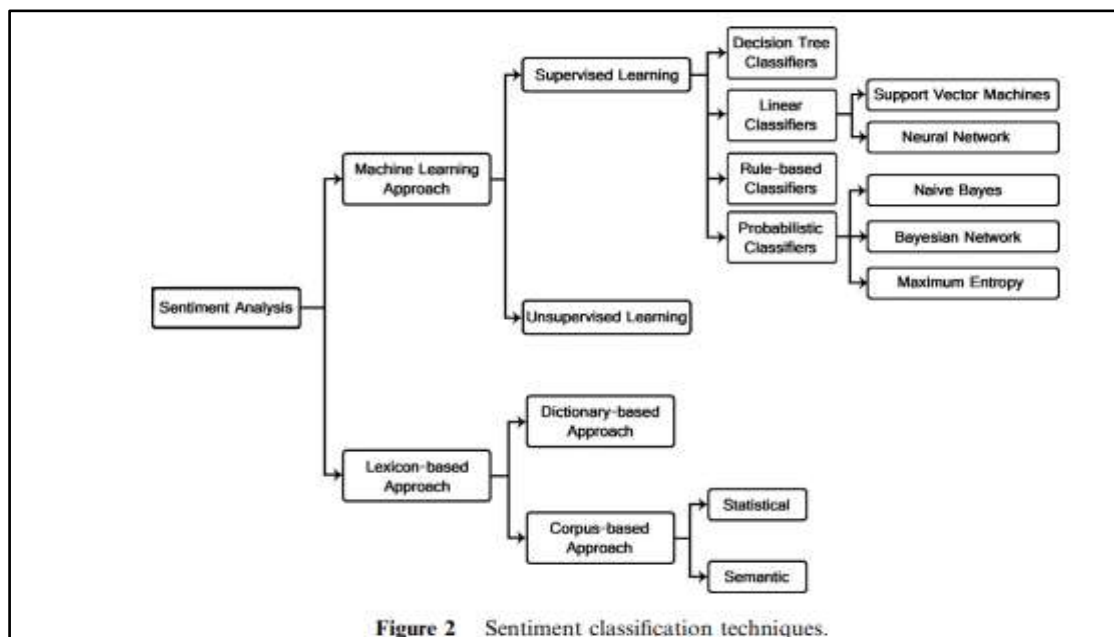 Decision Tree
Classifiers
Supervised Learning
Support Vector Machines
Linear
Classifiers
Neural Network
Machine Learning
Approach
Rule-based
Classifiers
Naive Bayes
Probabilistic
Classifiers
Bayesian Network
Maximum Entropy
Sentiment Analysis
Unsupervised Learning
Dictionary-based
Approach
Lexicon-based
Approach
Statistical
Corpus-based
Approach
Semantic
Figure 2 Sentiment classification techniques.